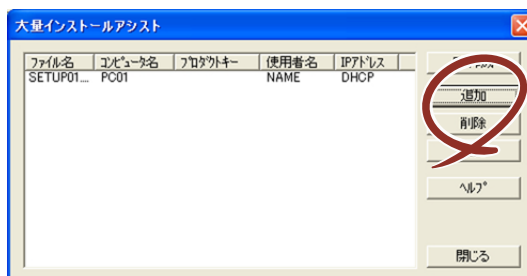 大量インストールアシスト
ファイル名 コンピュータ名 プロダクトキー 使用者名 IPアドレス
SETUP01.... PC01 NAME DHCP
追加
削除
ヘルプ
閉じる